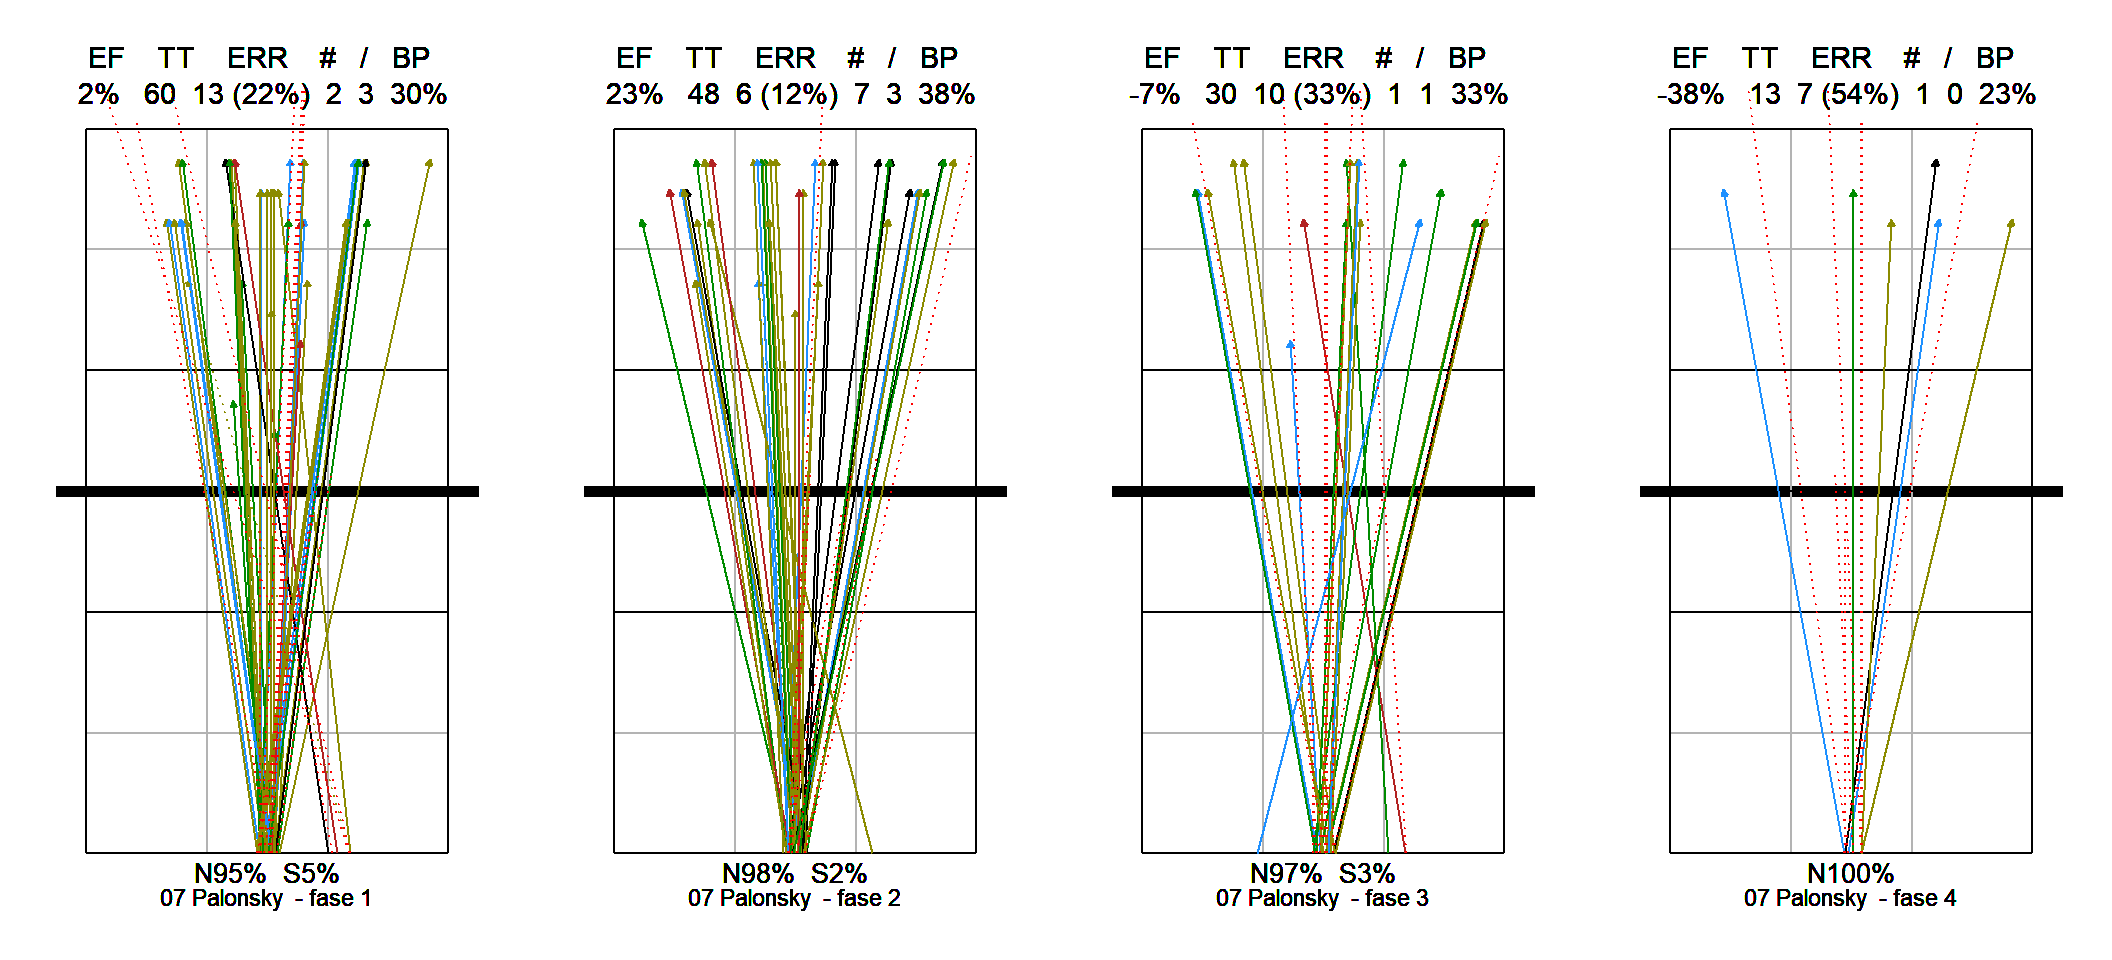 EF TT ERR # / BP
2% 60 13 (22%) 2 3 30%
N95% S5%
07 Palonsky - fase 1
EF TT ERR # / BP
23% 48 6 (12%) 7 3 38%
N98% S2%
07 Palonsky - fase 2
EF TT ERR # / BP
-7% 30 10 (33%) 1 1 33%
N97% S3%
07 Palonsky - fase 3
EF TT ERR # / BP
-38% 13 7 (54%) 1 0 23%
N100%
07 Palonsky - fase 4